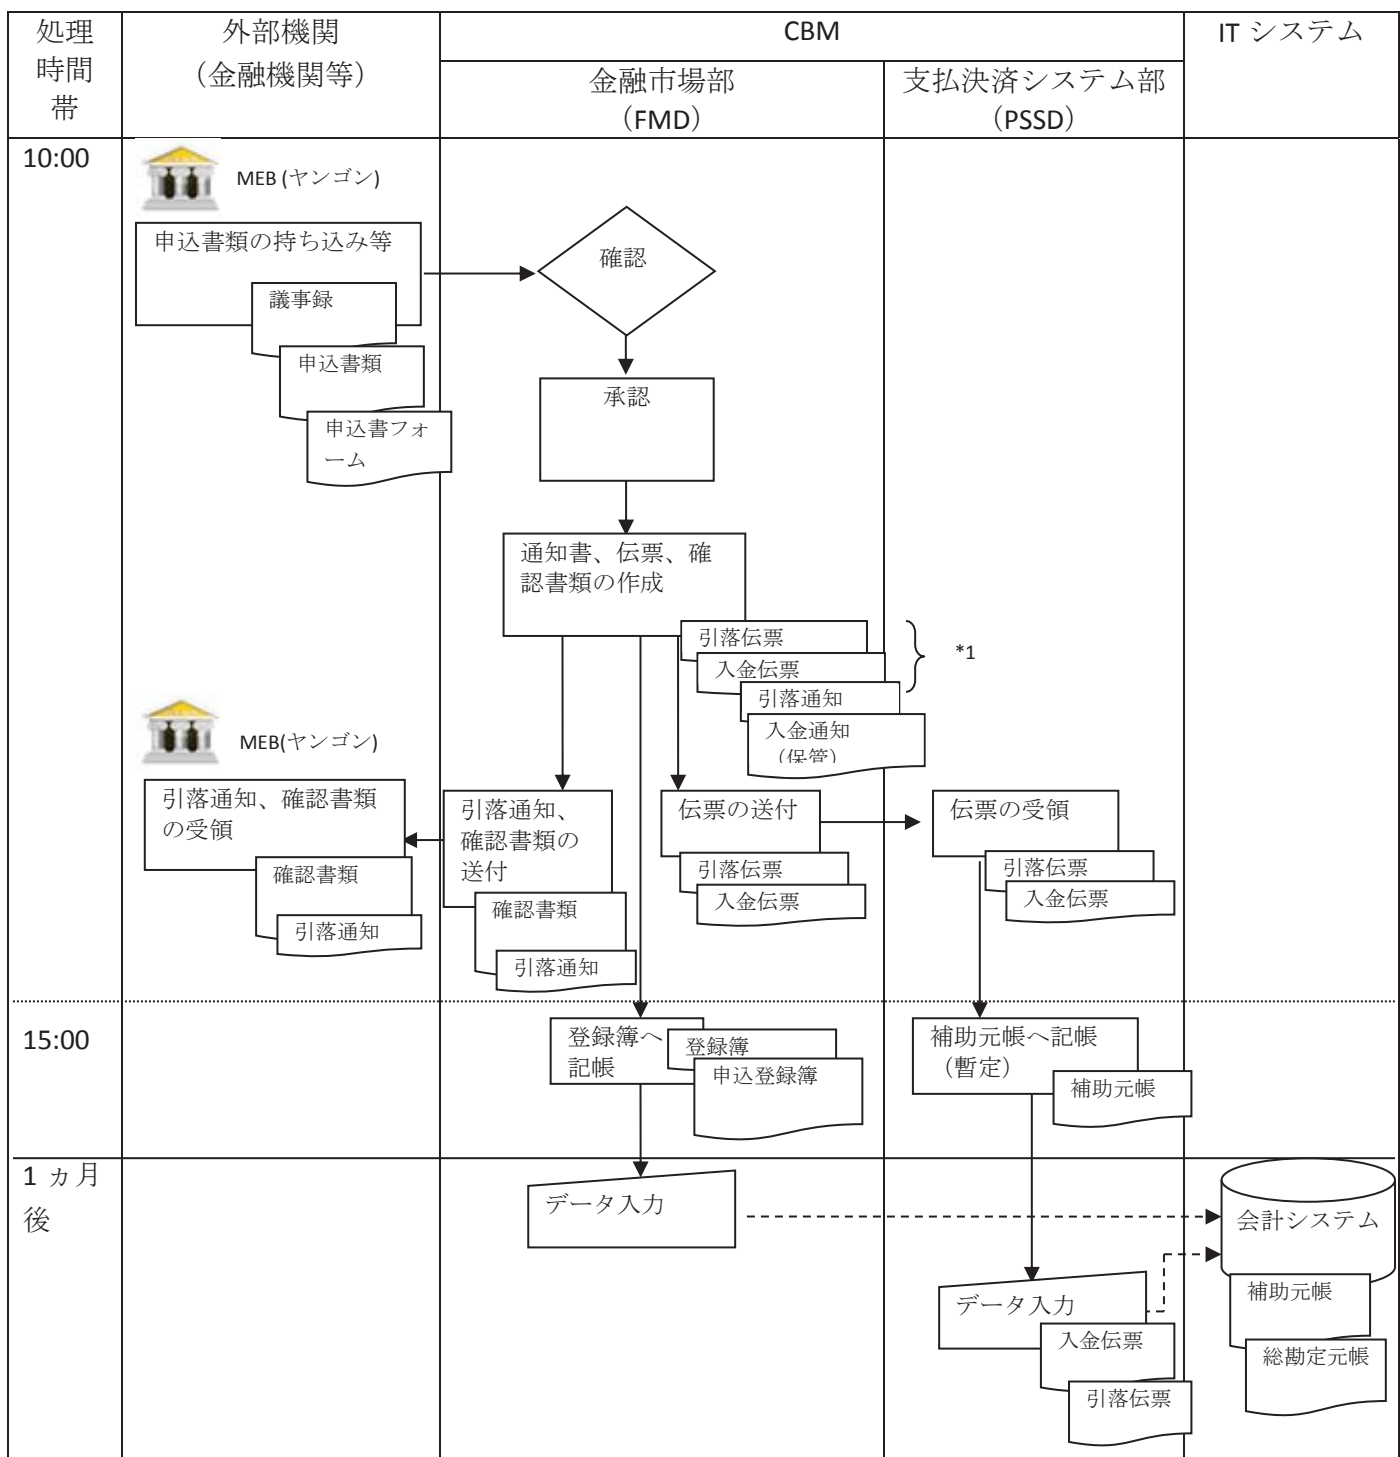 処理
時間
帯
外部機関
（金融機関等）
CBM
IT システム
金融市場部
（FMD）
支払決済システム部
（PSSD）
10:00
MEB (ヤンゴン)
申込書類の持ち込み等
議事録
申込書類
申込書フォ
ーム
確認
承認
通知書、伝票、確
認書類の作成
引落伝票
入金伝票
引落通知
入金通知
（保管）
*1
MEB(ヤンゴン)
引落通知、確認書類
の受領
確認書類
引落通知
引落通知、
確認書類の
送付
確認書類
引落通知
伝票の送付
引落伝票
入金伝票
伝票の受領
引落伝票
入金伝票
15:00
登録簿へ
記帳
登録簿
申込登録簿
補助元帳へ記帳
（暫定）
補助元帳
1 ヵ月
後
データ入力
会計システム
補助元帳
総勘定元帳
データ入力
入金伝票
引落伝票